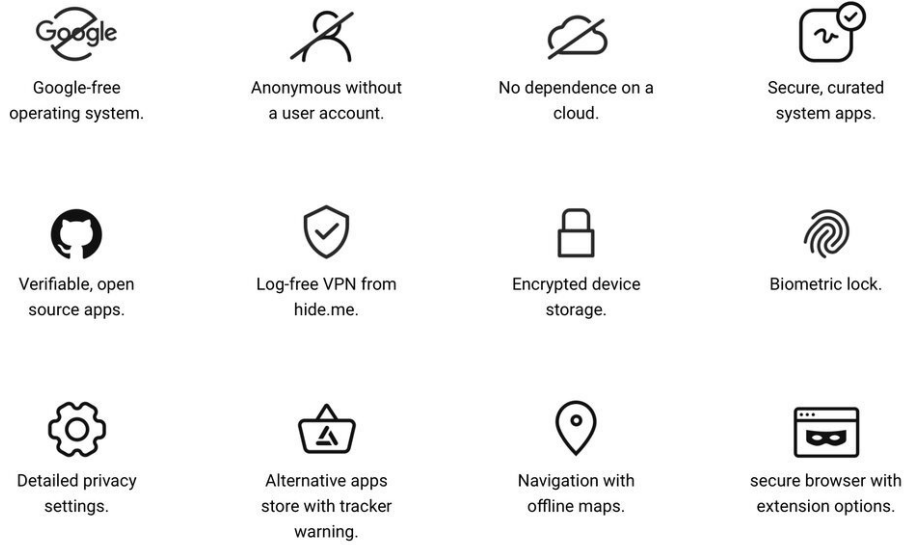 Google
Google-free
operating system.
Anonymous without
a user account.
No dependence on a
cloud.
Secure, curated
system apps.
Verifiable, open
source apps.
Log-free VPN from
hide.me.
Encrypted device
storage.
Biometric lock.
Detailed privacy
settings.
Alternative apps
store with tracker
warning.
Navigation with
offline maps.
secure browser with
extension options.